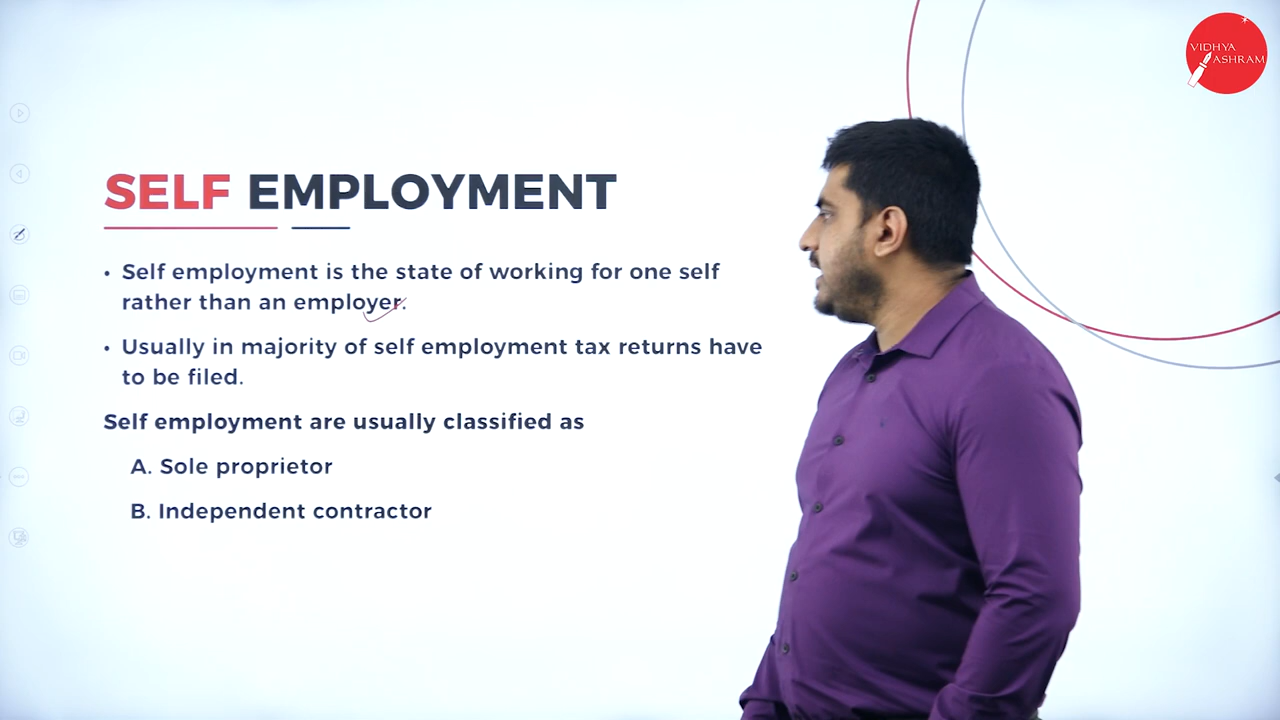 VIDHYA
ASHRAM
SELF EMPLOYMENT
• Self employment is the state of working for one self
rather than an employer.
• Usually in majority of self employment tax returns have
to be filed.
Self employment are usually classified as
A. Sole proprietor
B. Independent contractor